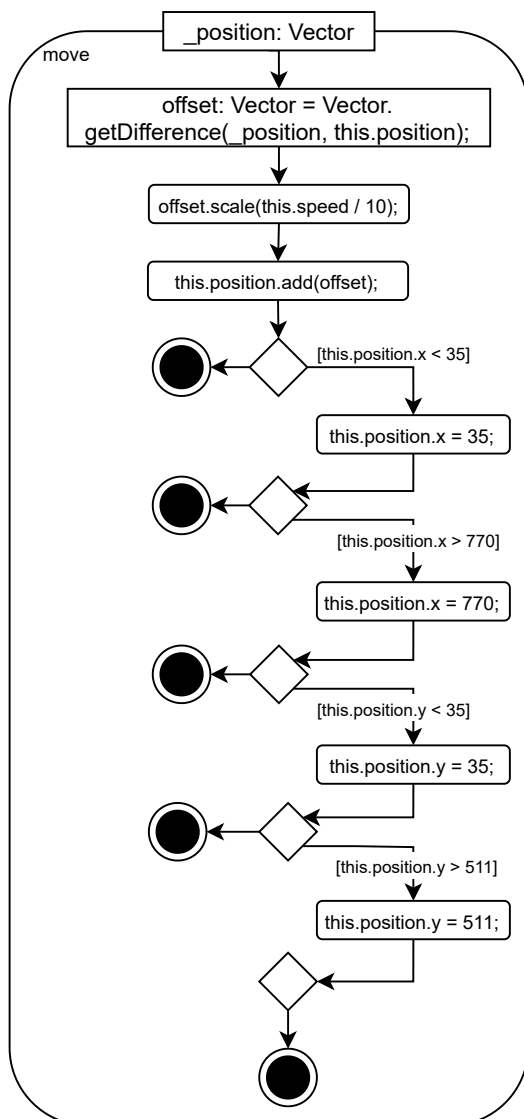 _position: Vector
move
offset: Vector = Vector.
getDifference(_position, this.position);
offset.scale(this.speed / 10);
this.position.add(offset);
[this.position.x < 35]
this.position.x = 35;
[this.position.x > 770]
this.position.x = 770;
[this.position.y < 35]
this.position.y = 35;
[this.position.y > 511]
this.position.y = 511;